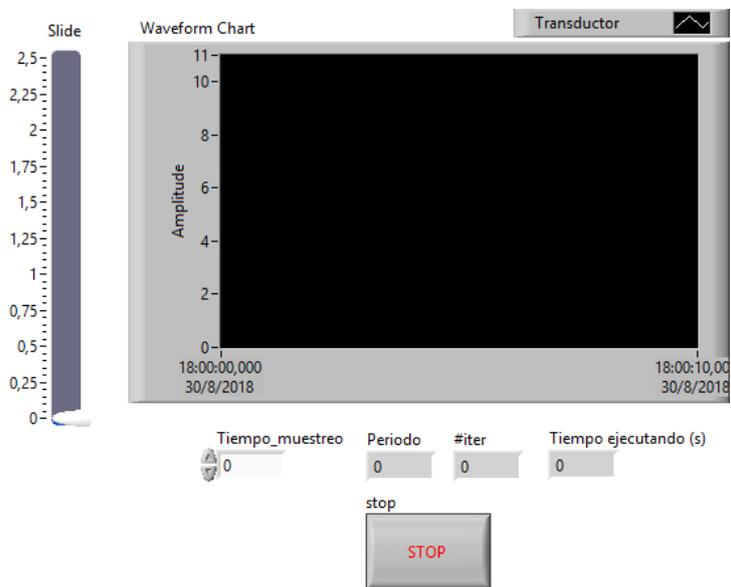 Slide
Waveform Chart
Transductor
2,5
2,25
2
1,75
1,5
1,25
1
0,75
0,5
0,25
0
Amplitude
11
10
8
6
4
2
0
18:00:00,000
30/8/2018
18:00:10,00
30/8/2018
Tiempo_muestreo
0
Periodo
0
#iter
0
Tiempo ejecutando (s)
0
stop
STOP